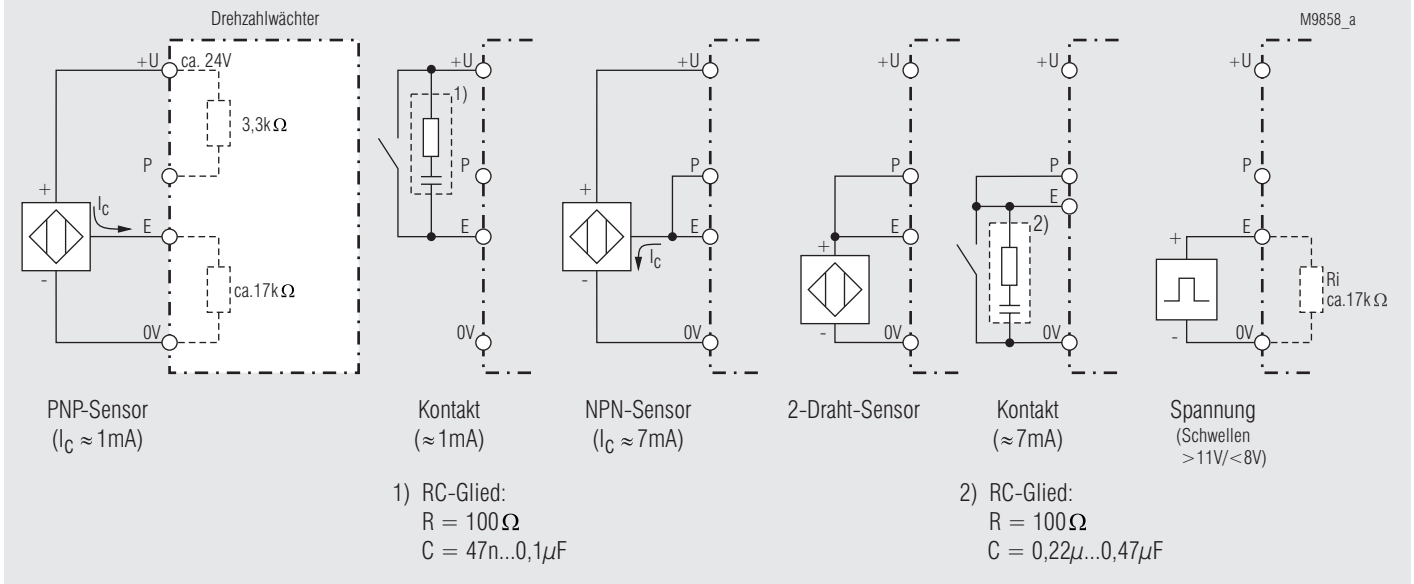 Drehzahlwächter
M9858_a
+U
ca. 24V
3,3kΩ
P
+
I_C
E
-
ca.17kΩ
0V
PNP-Sensor
(I_C ≈ 1mA)
+U
1)
P
E
0V
Kontakt
(≈1mA)
1) RC-Glied:
R = 100Ω
C = 47n...0,1μF
+U
P
+
E
I_C
-
0V
NPN-Sensor
(I_C ≈ 7mA)
+U
P
E
+
-
0V
2-Draht-Sensor
+U
P
E
2)
0V
Kontakt
(≈7mA)
2) RC-Glied:
R = 100Ω
C = 0,22μ...0,47μF
+U
P
E
+
Ri
ca.17kΩ
-
0V
Spannung
(Schwellen
>11V/<8V)